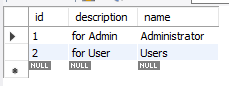 id description name
1 for Admin Administrator
2 for User Users
NULL NULL NULL